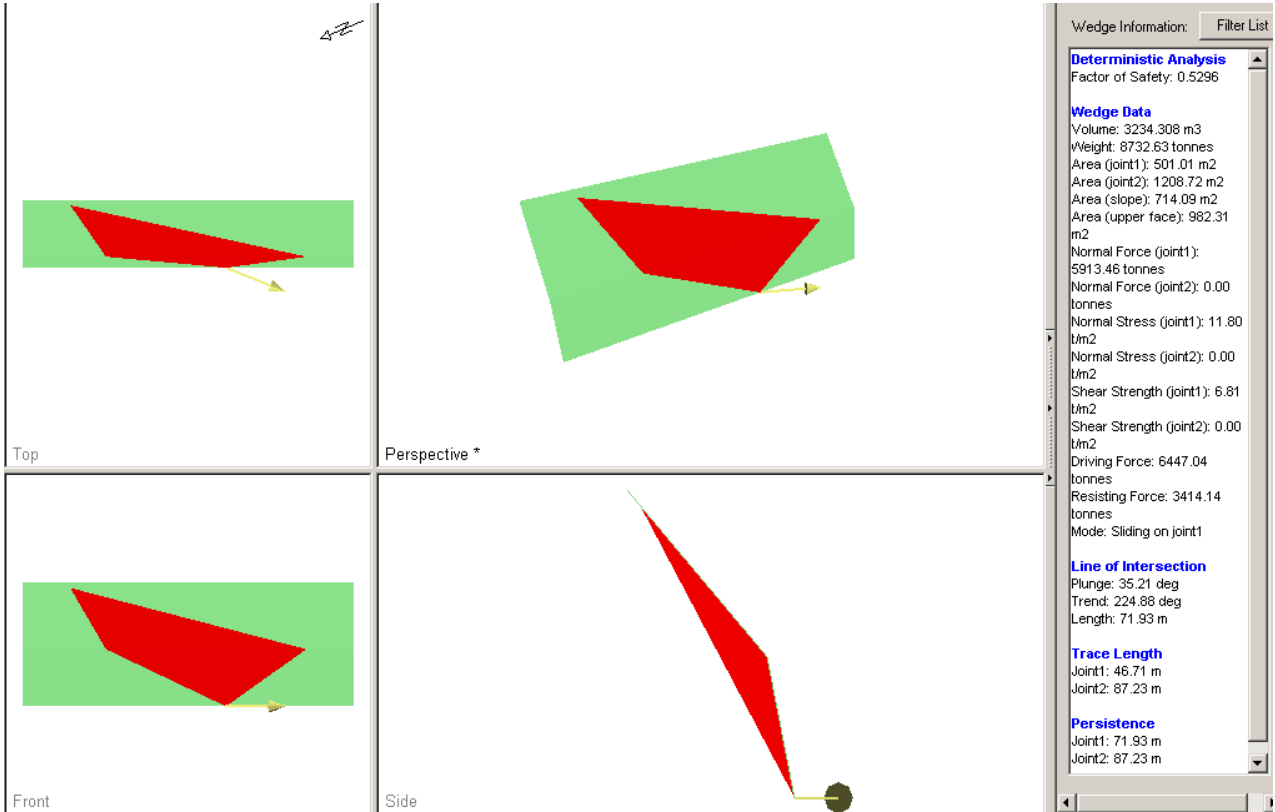 Top
Perspective *
Front
Side
Wedge Information:
Filter List
Deterministic Analysis
Factor of Safety: 0.5296
Wedge Data
Volume: 3234.308 m3
Weight: 8732.63 tonnes
Area (joint1): 501.01 m2
Area (joint2): 1208.72 m2
Area (slope): 714.09 m2
Area (upper face): 982.31
m2
Normal Force (joint1):
5913.46 tonnes
Normal Force (joint2): 0.00
tonnes
Normal Stress (joint1): 11.80
t/m2
Normal Stress (joint2): 0.00
t/m2
Shear Strength (joint1): 6.81
t/m2
Shear Strength (joint2): 0.00
t/m2
Driving Force: 6447.04
tonnes
Resisting Force: 3414.14
tonnes
Mode: Sliding on joint1
Line of Intersection
Plunge: 35.21 deg
Trend: 224.88 deg
Length: 71.93 m
Trace Length
Joint1: 46.71 m
Joint2: 87.23 m
Persistence
Joint1: 71.93 m
Joint2: 87.23 m